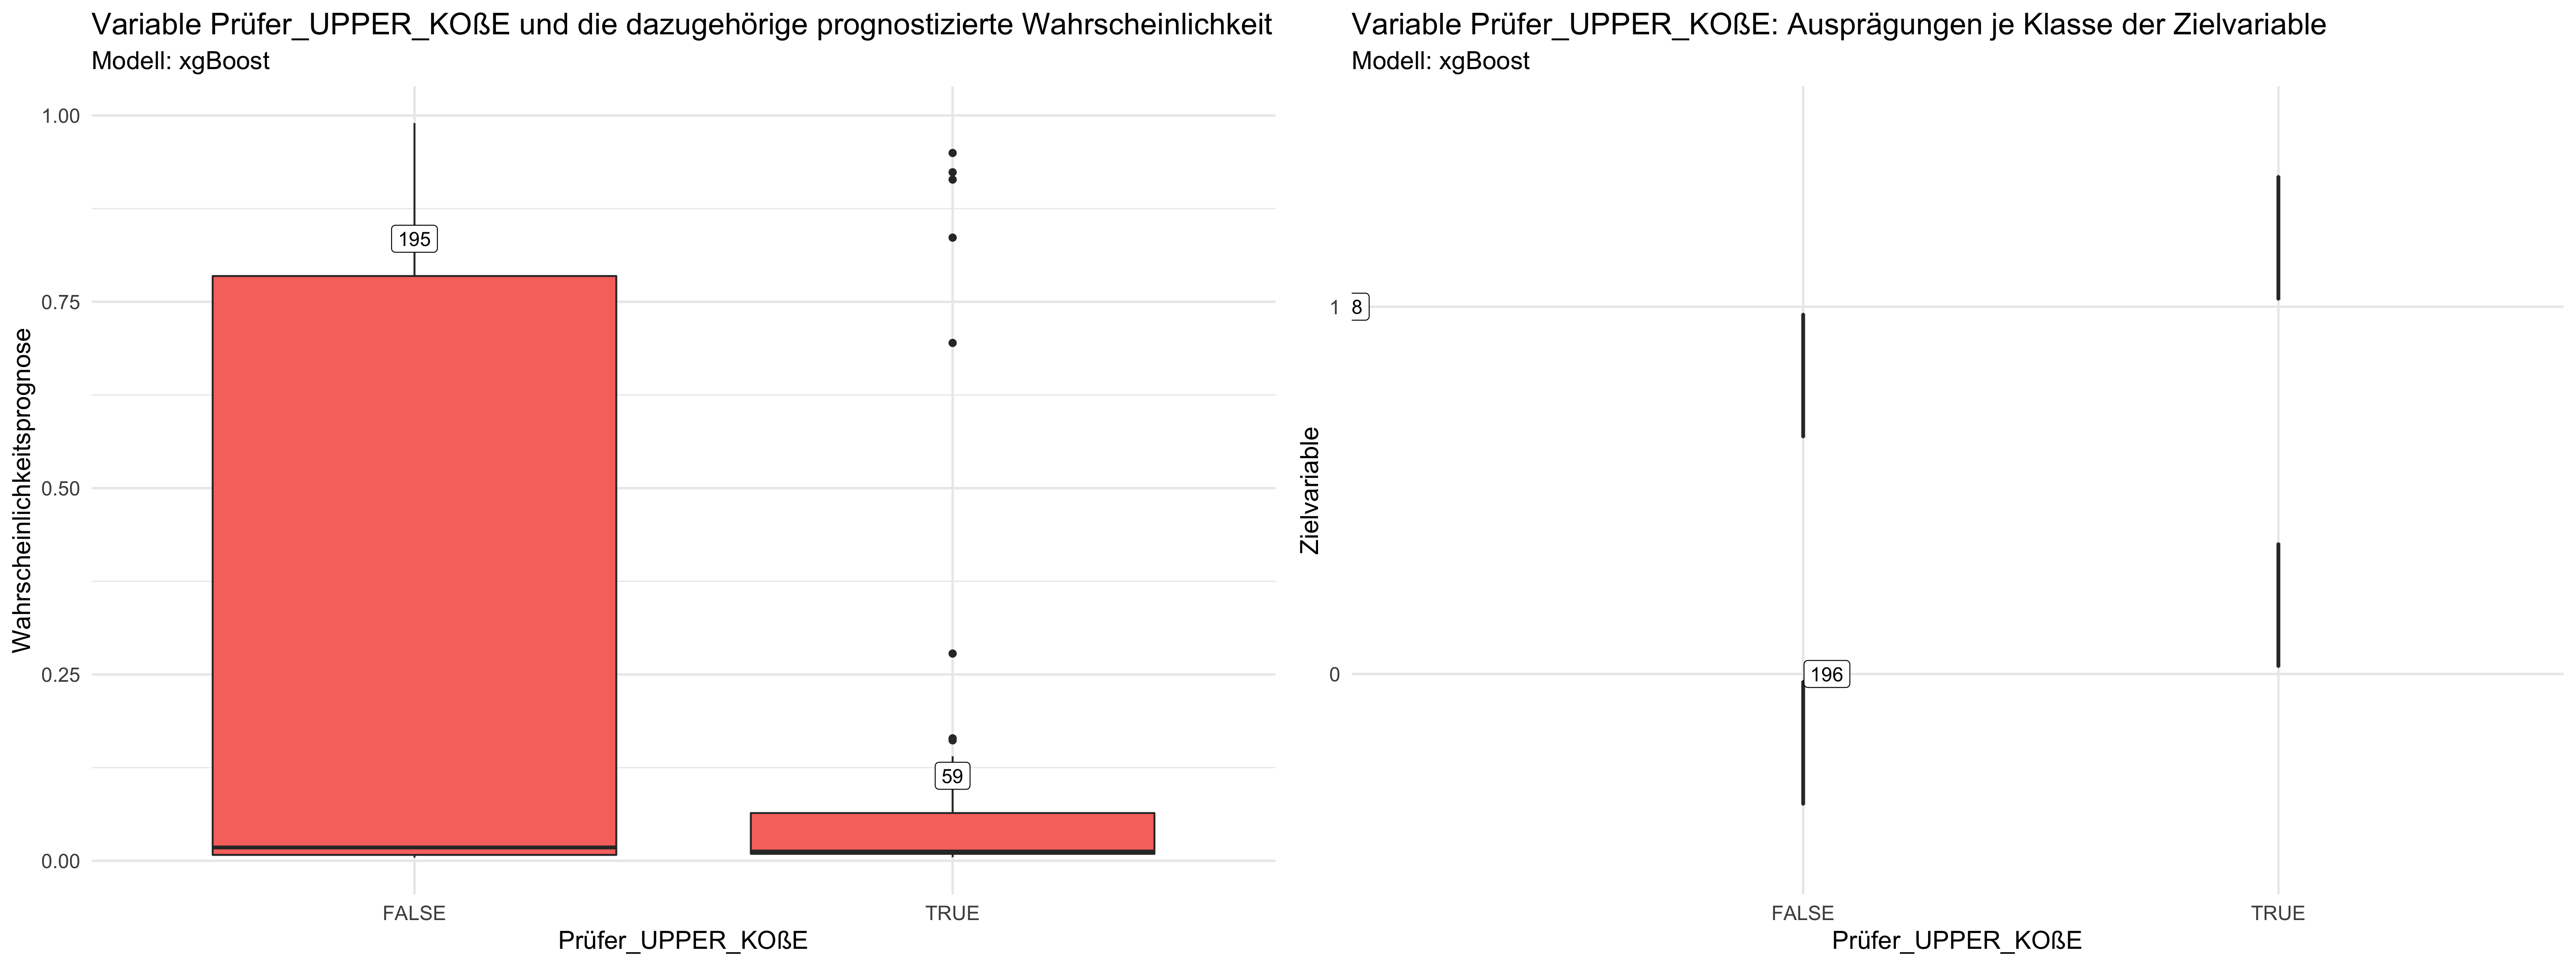 Variable Prüfer_UPPER_KOßE und die dazugehörige prognostizierte Wahrscheinlichkeit
Modell: xgBoost
1.00
0.75
0.50
0.25
0.00
195
59
Wahrscheinlichkeitsprognose
FALSE
TRUE
Prüfer_UPPER_KOßE
Variable Prüfer_UPPER_KOßE: Ausprägungen je Klasse der Zielvariable
Modell: xgBoost
1
8
0
196
Zielvariable
FALSE
TRUE
Prüfer_UPPER_KOßE